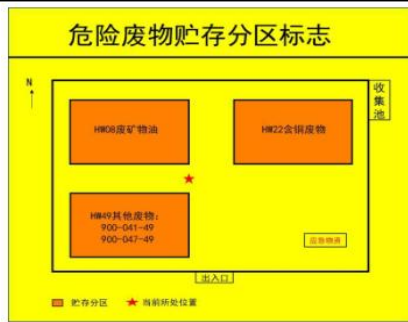 危险废物贮存分区标志
N
收集池
HW08废矿物油
HW22含铜废物
HW49其他废物：
900-041-49
900-047-49
应急物资
出入口
贮存分区
当前所处位置